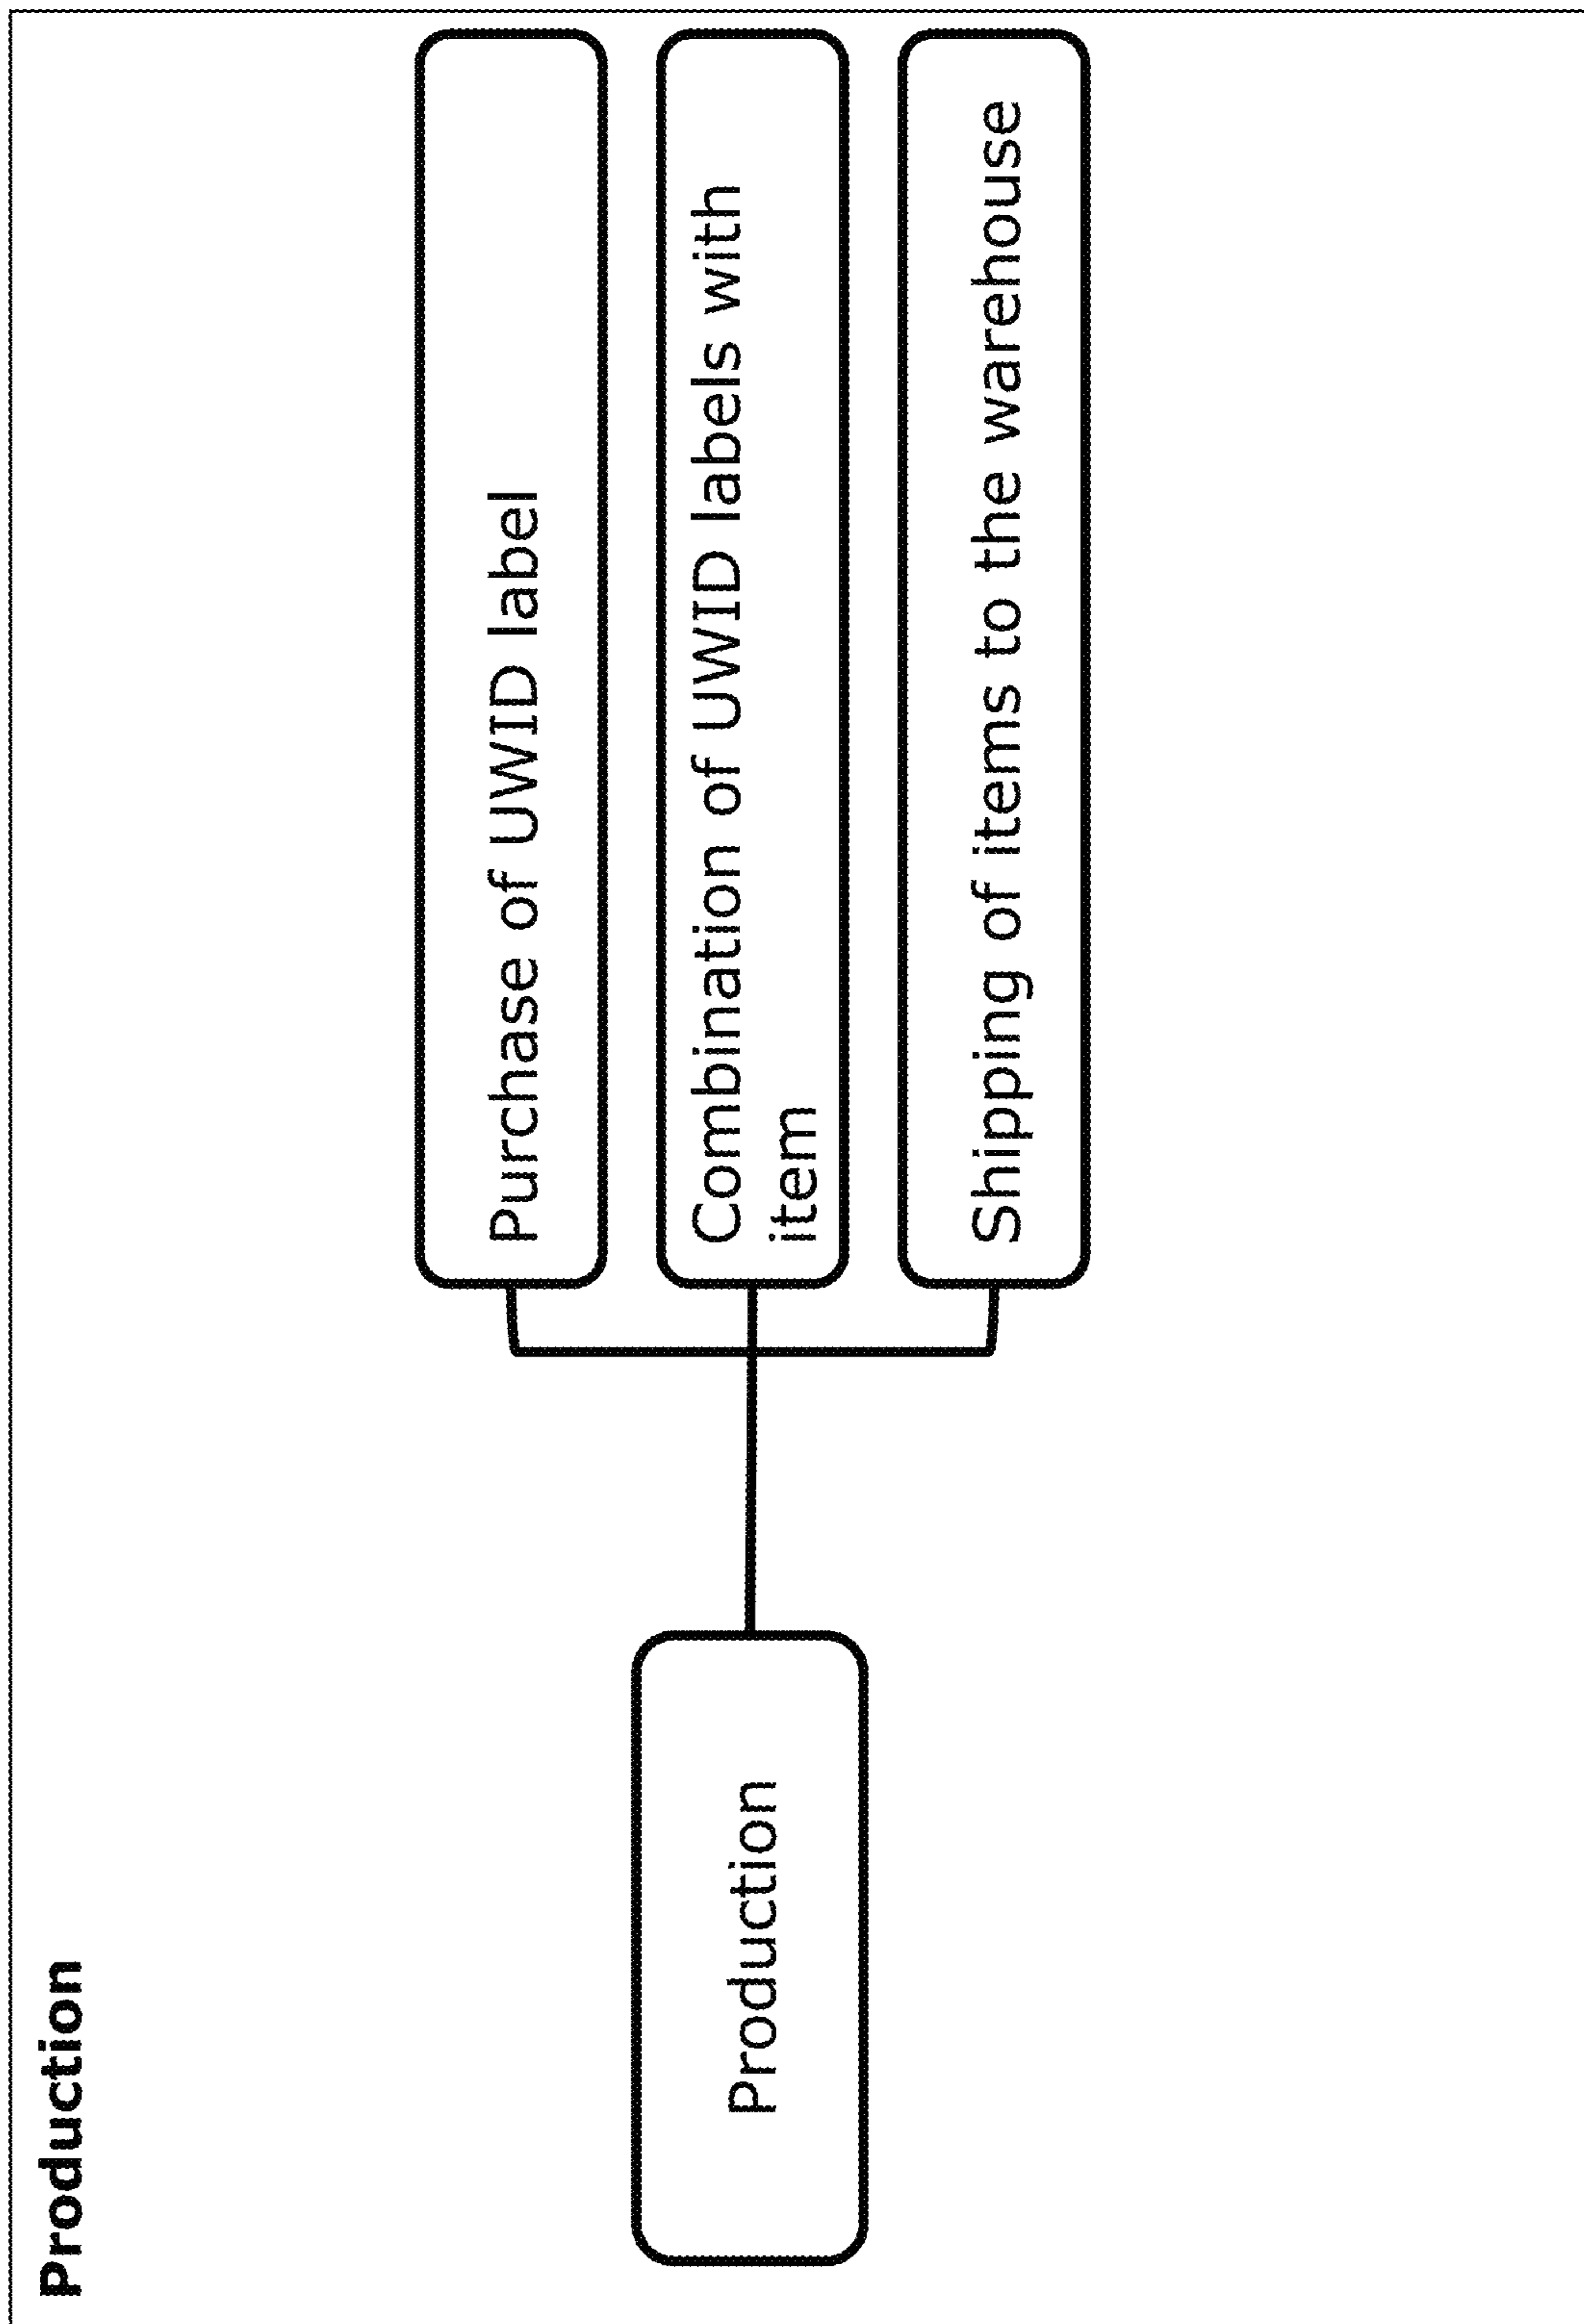 Production
Production
Purchase of UWID label
Combination of UWID labels with
item
Shipping of items to the warehouse